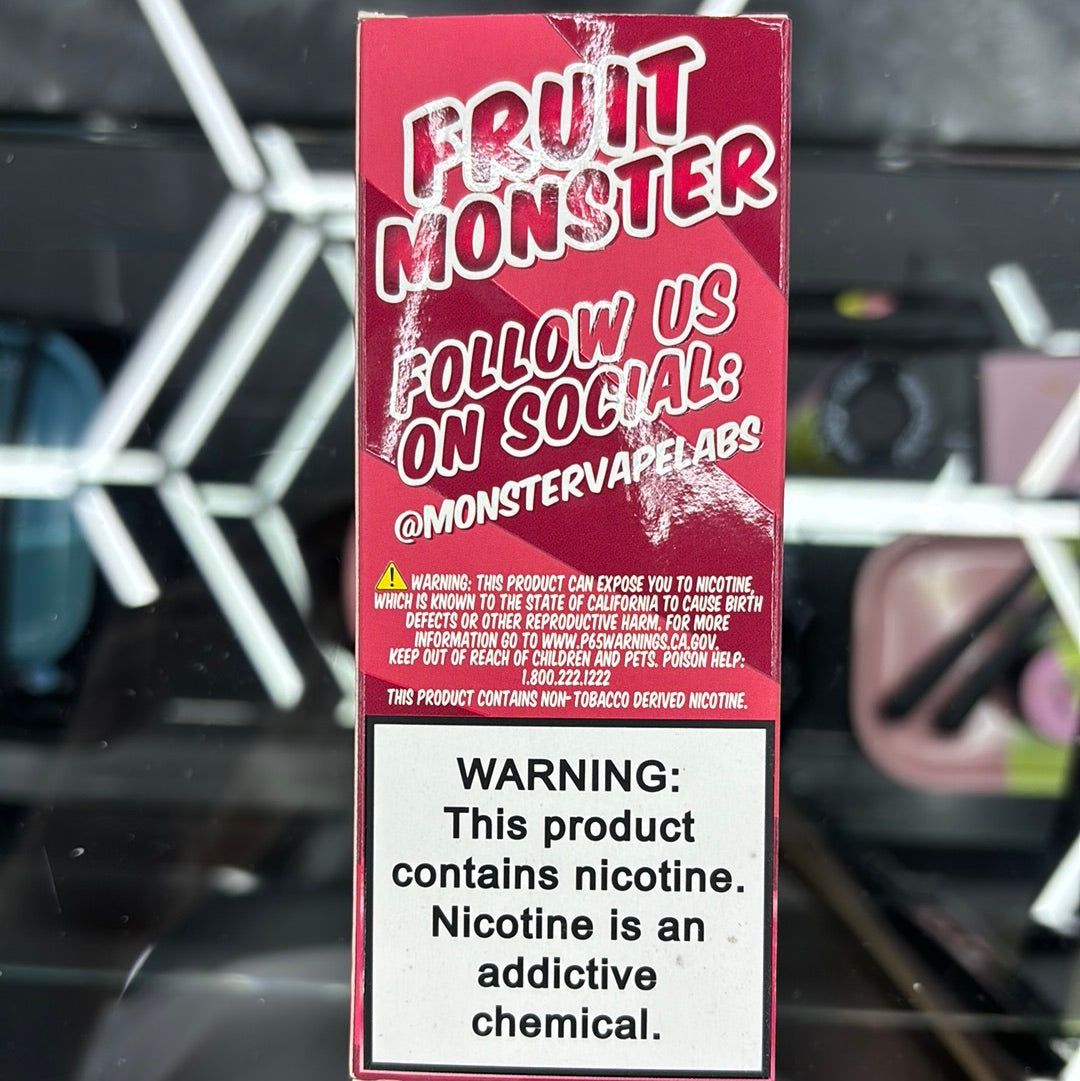 FRUIT
MONSTER
FOLLOW US
ON SOCIAL:
@MONSTERVAPELABS
WARNING: THIS PRODUCT CAN EXPOSE YOU TO NICOTINE,
WHICH IS KNOWN TO THE STATE OF CALIFORNIA TO CAUSE BIRTH
DEFECTS OR OTHER REPRODUCTIVE HARM. FOR MORE
INFORMATION GO TO WWW.P65WARNINGS.CA.GOV.
KEEP OUT OF REACH OF CHILDREN AND PETS. POISON HELP:
1.800.222.1222
THIS PRODUCT CONTAINS NON-TOBACCO DERIVED NICOTINE.
WARNING:
This product
contains nicotine.
Nicotine is an
addictive
chemical.